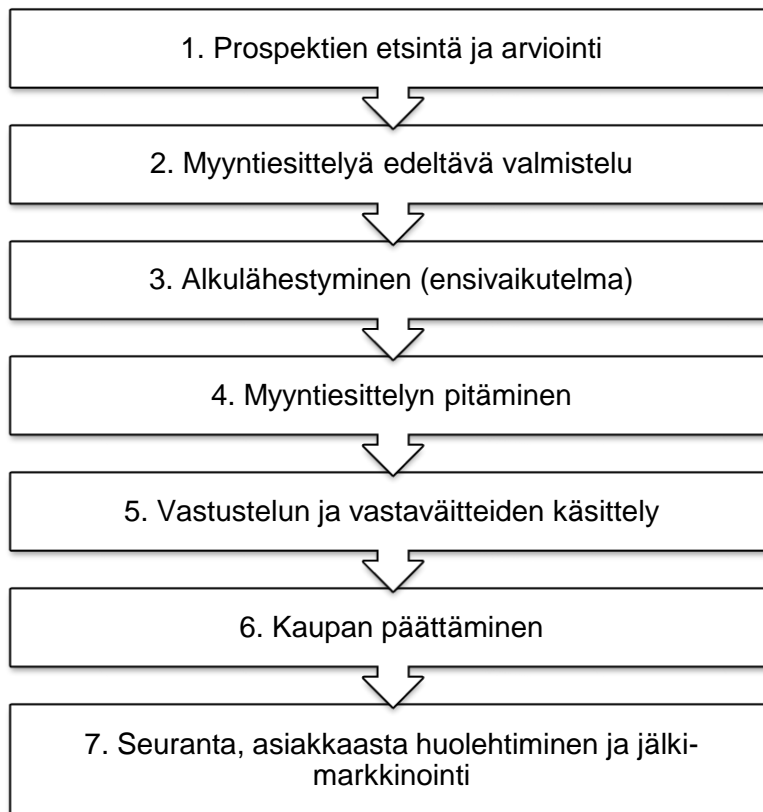 1. Prospektien etsintä ja arviointi
2. Myyntiesittelyä edeltävä valmistelu
3. Alkulähestyminen (ensivaikutelma)
4. Myyntiesittelyn pitäminen
5. Vastustelun ja vastaväitteiden käsittely
6. Kaupan päättäminen
7. Seuranta, asiakkaasta huolehtiminen ja jälki-
markkinointi